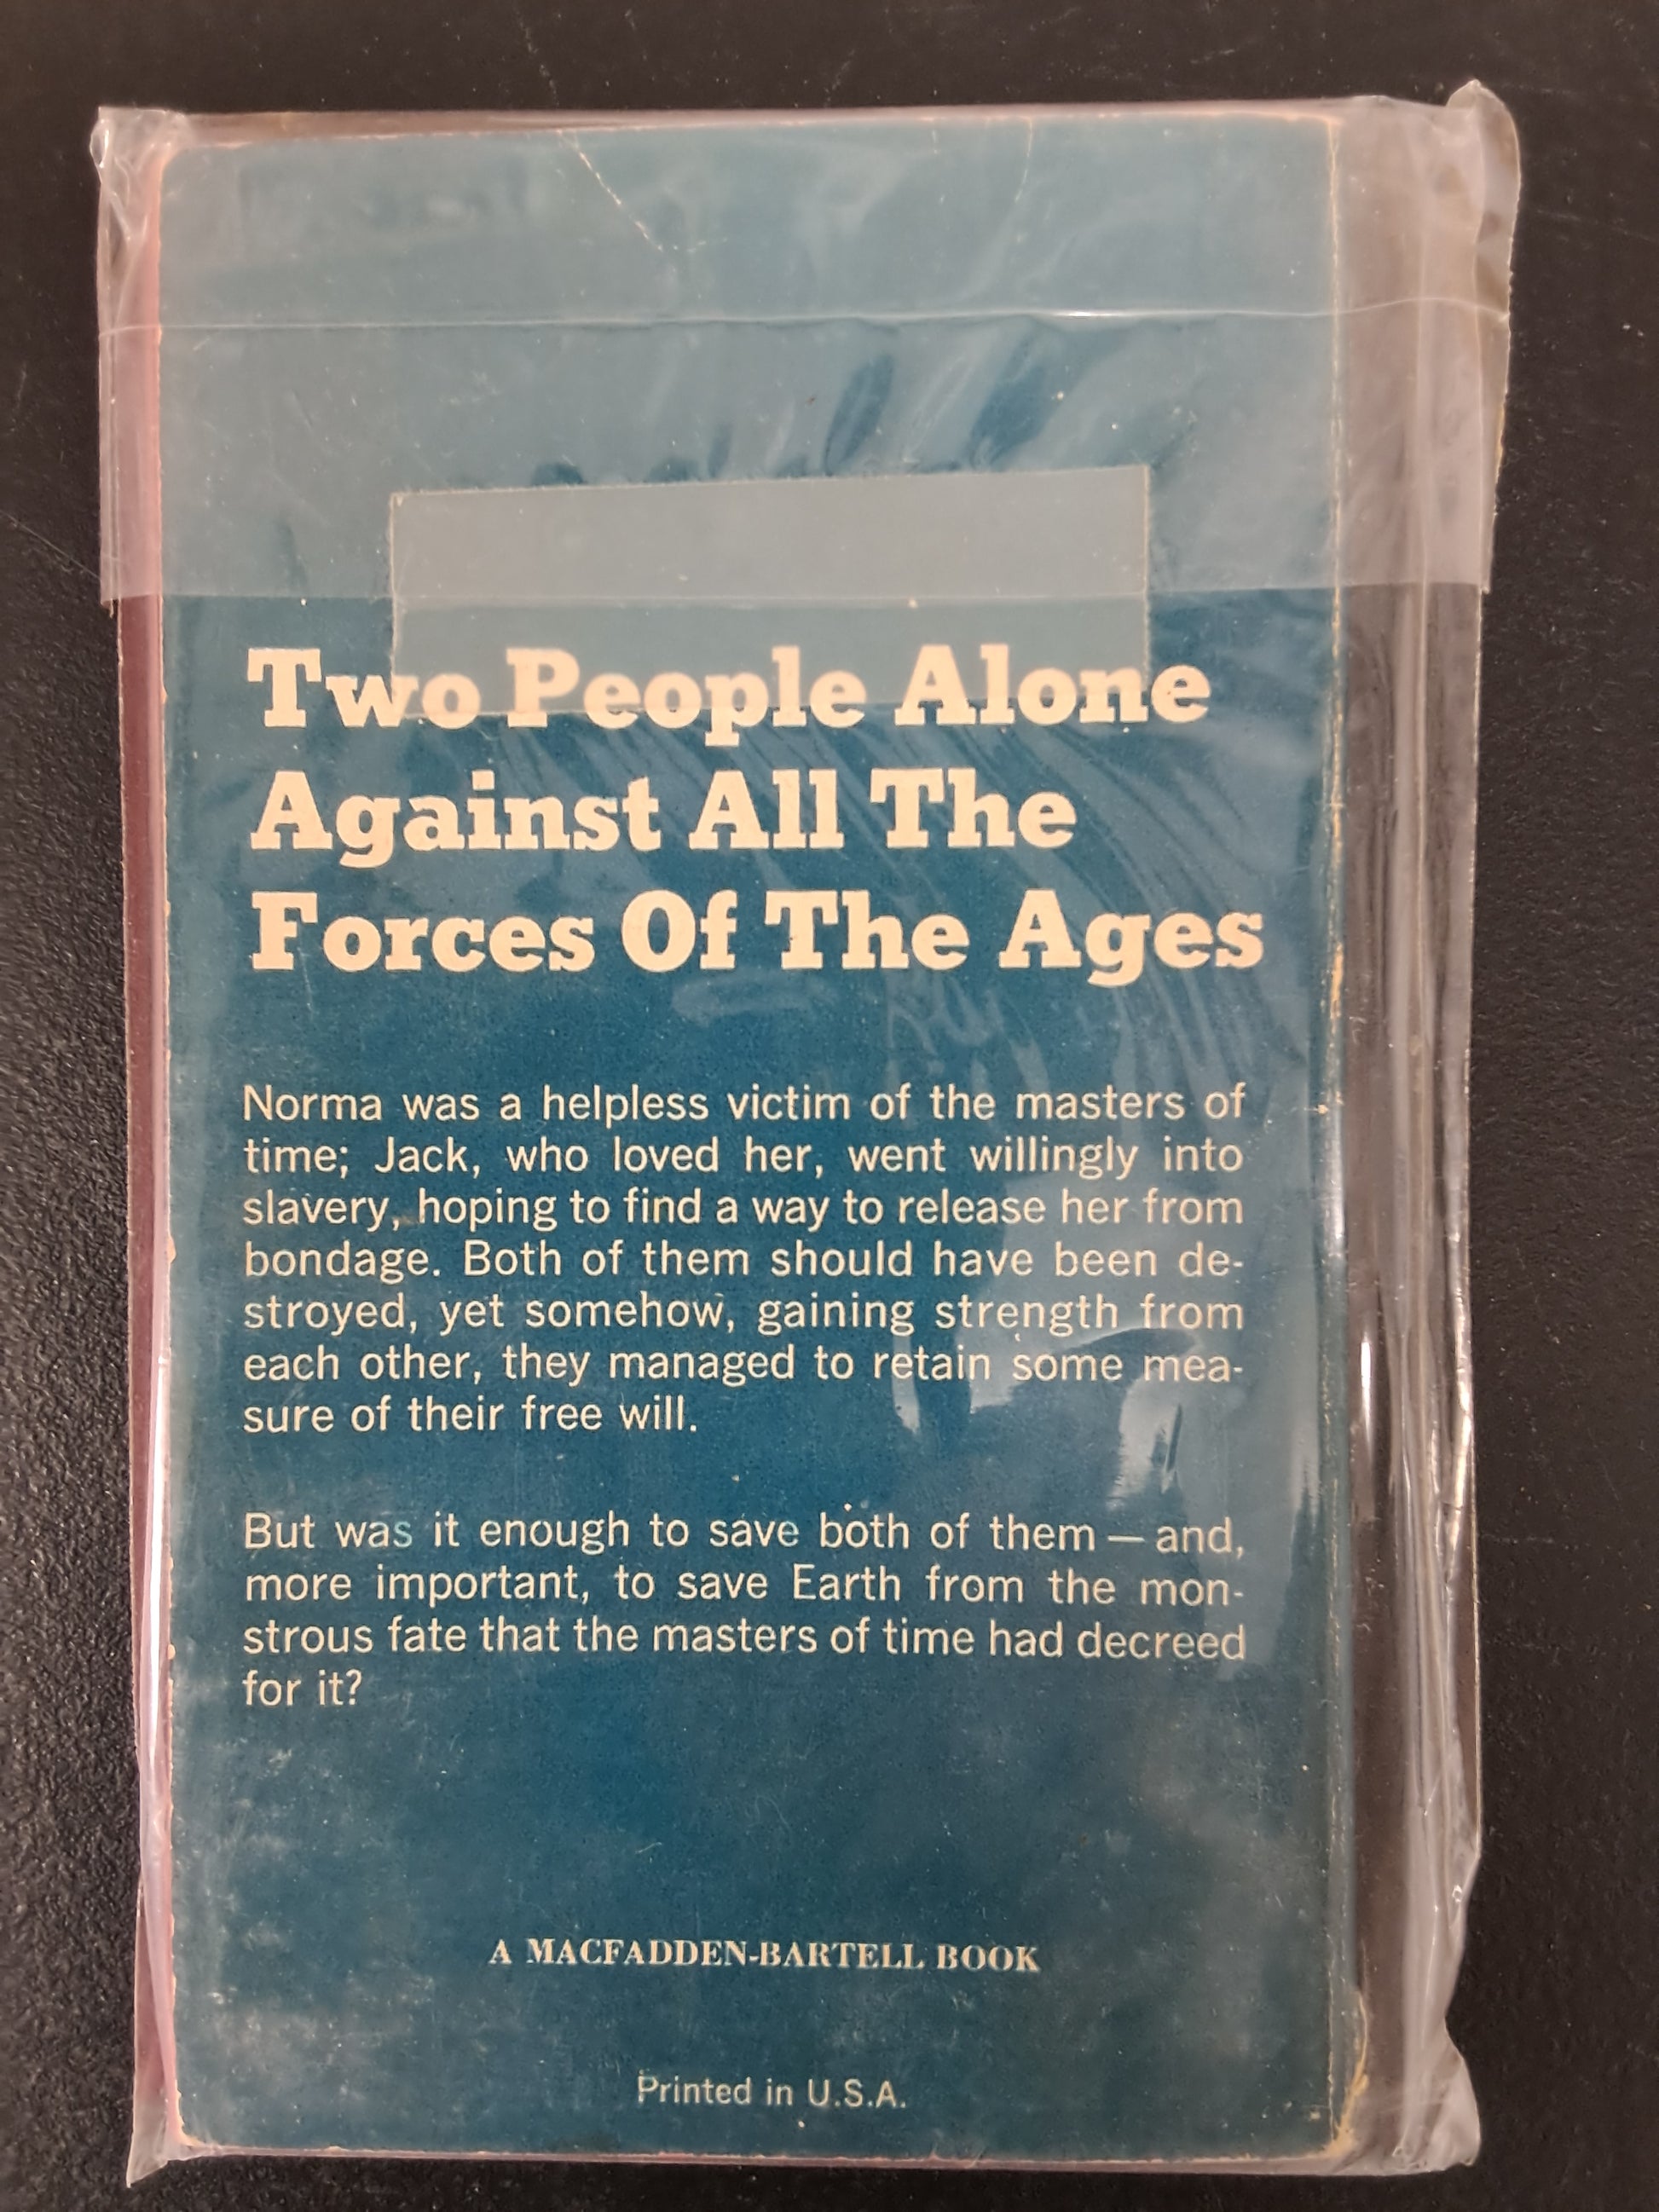 Two People Alone
Against All The
Forces Of The Ages
Norma was a helpless victim of the masters of
time; Jack, who loved her, went willingly into
slavery, hoping to find a way to release her from
bondage. Both of them should have been de-
stroyed, yet somehow, gaining strength from
each other, they managed to retain some mea-
sure of their free will.
But was it enough to save both of them — and,
more important, to save Earth from the mon-
strous fate that the masters of time had decreed
for it?
A MACFADDEN-BARTELL BOOK
Printed in U.S.A.